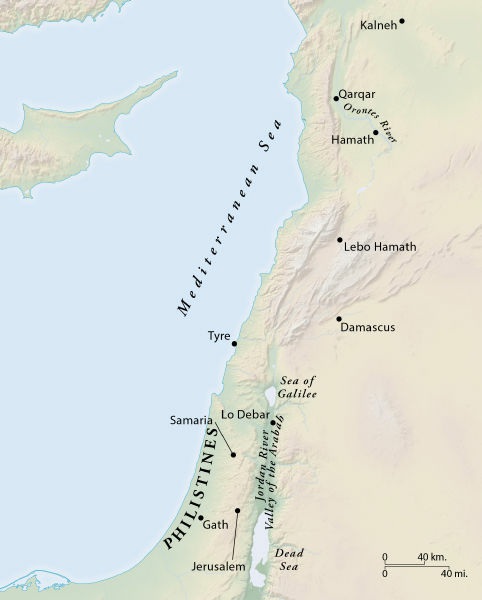 Kalneh
Qarqar
Orontes River
Hamath
Mediterranean Sea
Lebo Hamath
Damascus
Tyre
Sea of
Galilee
Lo Debar
Samaria
PHILISTINES
Jordan River
Valley of the Arabah
Gath
Jerusalem
Dead
Sea
0 40 km.
0 40 mi.